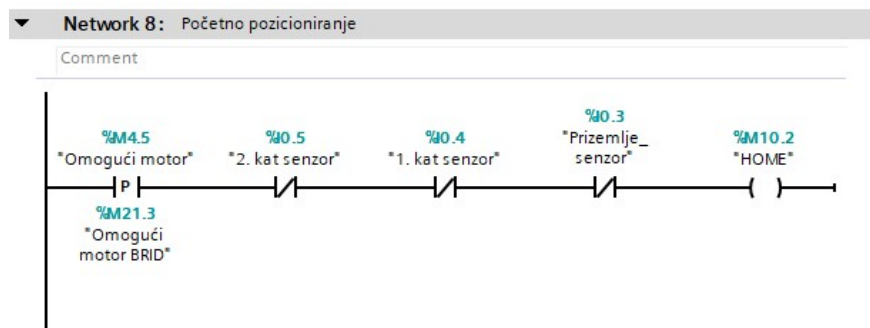 Network 8: Početno pozicioniranje
Comment
%M4.5
"Omogući motor"
%I0.5
"2. kat senzor"
%I0.4
"1. kat senzor"
%I0.3
"Prizemlje_
senzor"
%M10.2
"HOME"
P
%M21.3
"Omogući
motor BRID"